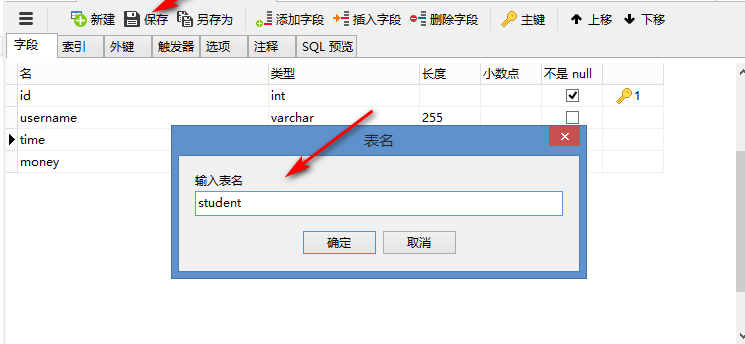 新建 保存 另存为 添加字段 插入字段 删除字段 主键 上移 下移
字段 索引 外键 触发器 选项 注释 SQL 预览
名 类型 长度 小数点 不是 null
id int 1
username varchar 255
time
money
表名
输入表名
student
确定 取消